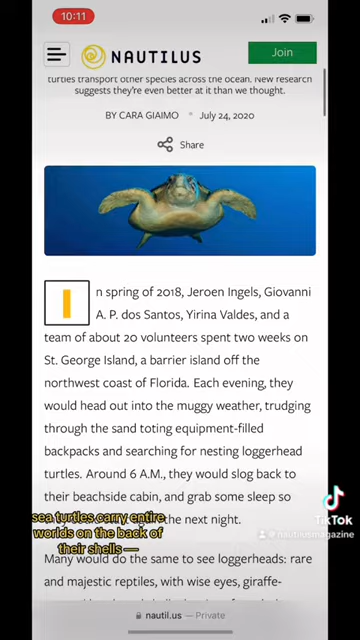 10:11
NAUTILUS
Join
turtles transport other species across the ocean. New research
suggests they're even better at it than we thought.
BY CARA GIAIMO
July 24, 2020
Share
In spring of 2018, Jeroen Ingels, Giovanni
A. P. dos Santos, Yirina Valdes, and a
team of about 20 volunteers spent two weeks on
St. George Island, a barrier island off the
northwest coast of Florida. Each evening, they
would head out into the muggy weather, trudging
through the sand toting equipment-filled
backpacks and searching for nesting loggerhead
turtles. Around 6 A.M., they would slog back to
their beachside cabin, and grab some sleep so
the next night.
sea turtles carry entire
worlds on the back of
their shells —
TikTok
@nautilusmagazine
Many would do the same to see loggerheads: rare
and majestic reptiles, with wise eyes, giraffe-
nautil.us — Private